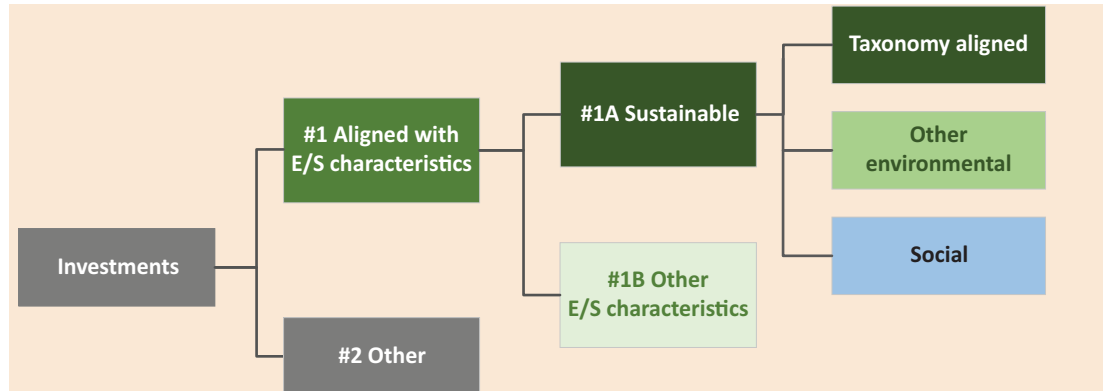 Investments
#1 Aligned with
E/S characteristics
#2 Other
#1A Sustainable
#1B Other
E/S characteristics
Taxonomy aligned
Other
environmental
Social